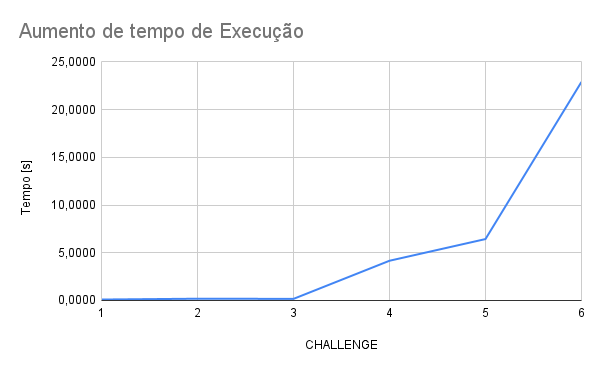 Aumento de tempo de Execução
25,0000
20,0000
15,0000
10,0000
5,0000
0,0000
Tempo [s]
1 2 3 4 5 6
CHALLENGE